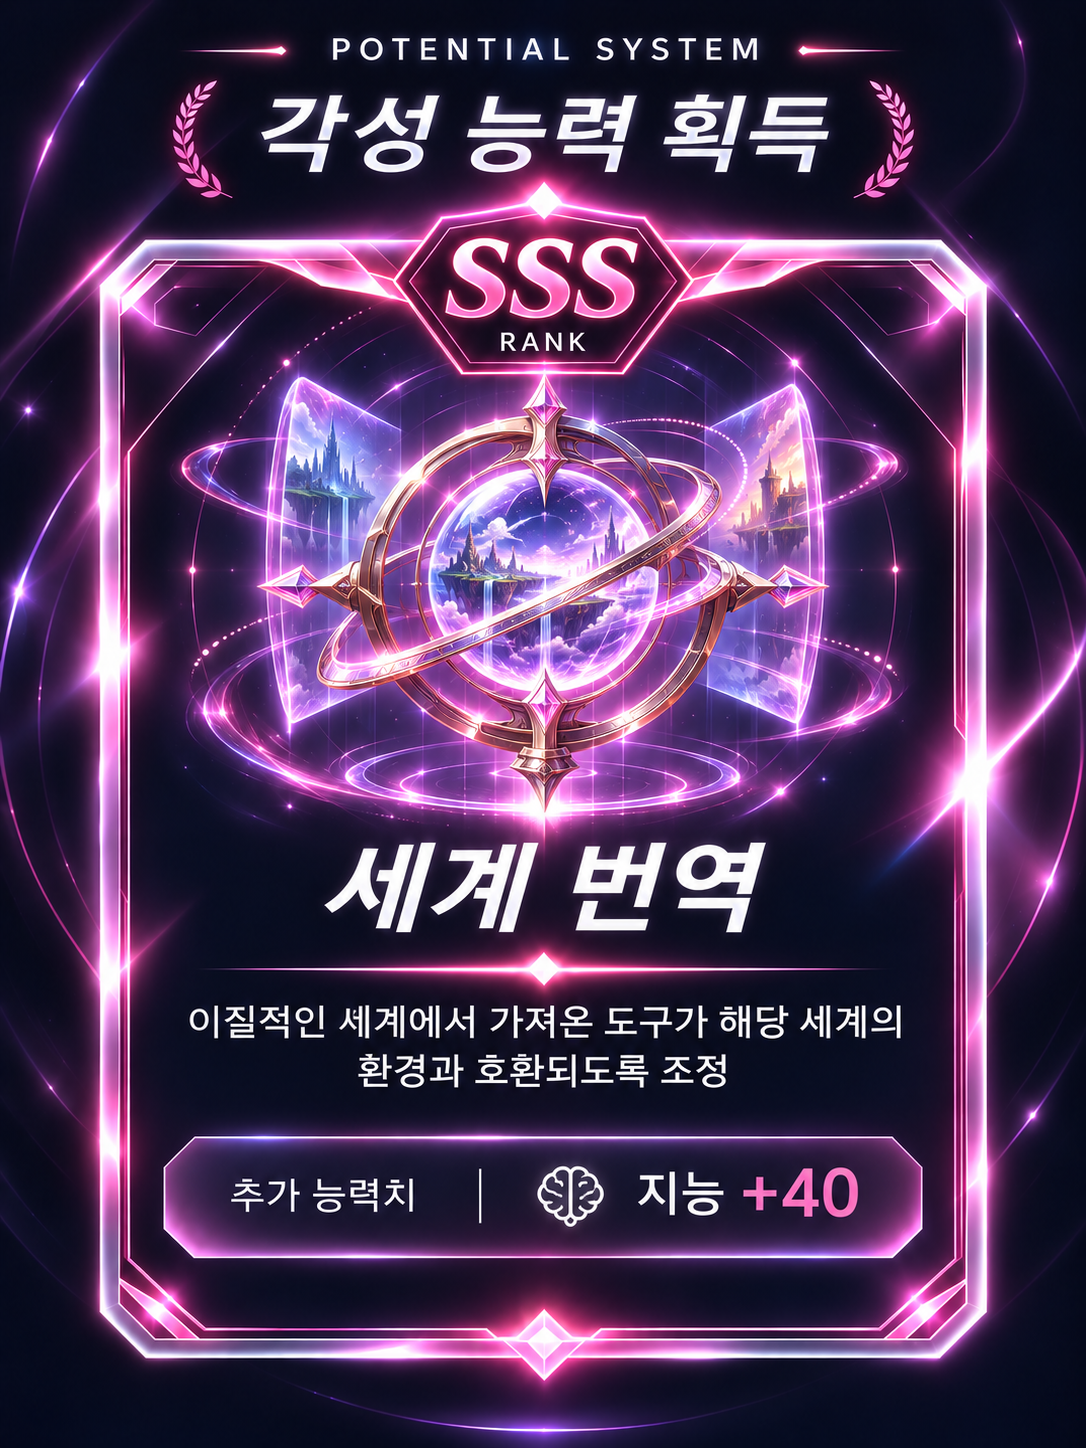 POTENTIAL SYSTEM
각성 능력 획득
SSS
RANK
세계 번역
이질적인 세계에서 가져온 도구가 해당 세계의
환경과 호환되도록 조정
추가 능력치 지능 +40